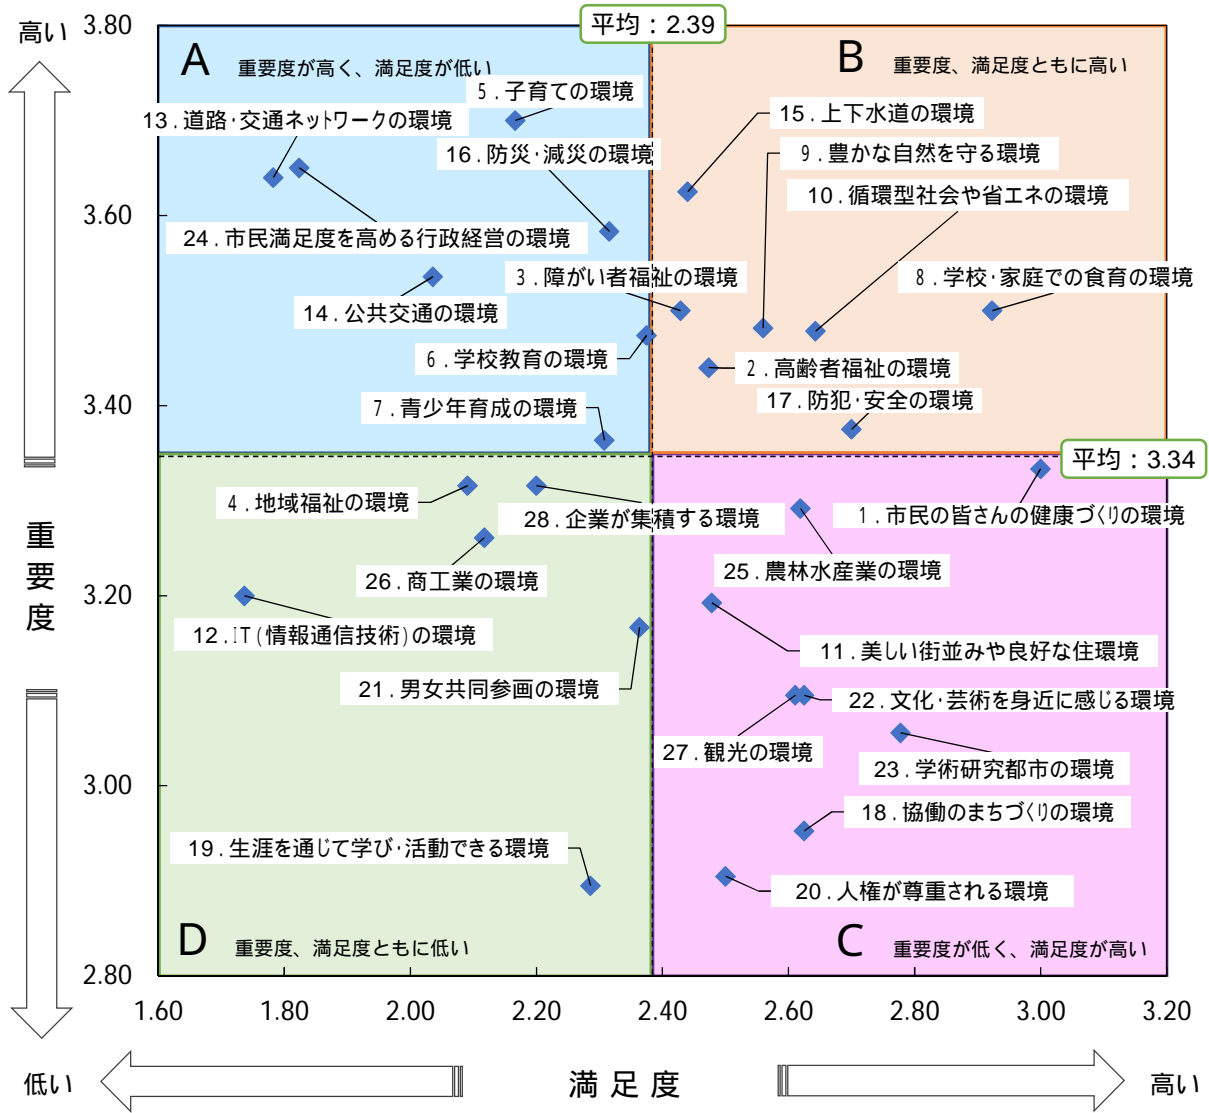 高い
3.80
平均：2.39
A 重要度が高く、満足度が低い
B 重要度、満足度ともに高い
5．子育ての環境
13．道路・交通ネットワークの環境
15．上下水道の環境
16．防災・減災の環境
9．豊かな自然を守る環境
10．循環型社会や省エネの環境
3.60
24．市民満足度を高める行政経営の環境
3．障がい者福祉の環境
8．学校・家庭での食育の環境
14．公共交通の環境
6．学校教育の環境
2．高齢者福祉の環境
7．青少年育成の環境
17．防犯・安全の環境
3.40
平均：3.34
4．地域福祉の環境
28．企業が集積する環境
1．市民の皆さんの健康づくりの環境
重要度
26．商工業の環境
25．農林水産業の環境
3.20
12．IT(情報通信技術)の環境
11．美しい街並みや良好な住環境
21．男女共同参画の環境
22．文化・芸術を身近に感じる環境
27．観光の環境
23．学術研究都市の環境
3.00
18．協働のまちづくりの環境
19．生涯を通じて学び・活動できる環境
20．人権が尊重される環境
D 重要度、満足度ともに低い
C 重要度が低く、満足度が高い
2.80
1.60 1.80 2.00 2.20 2.40 2.60 2.80 3.00 3.20
低い 満足度 高い